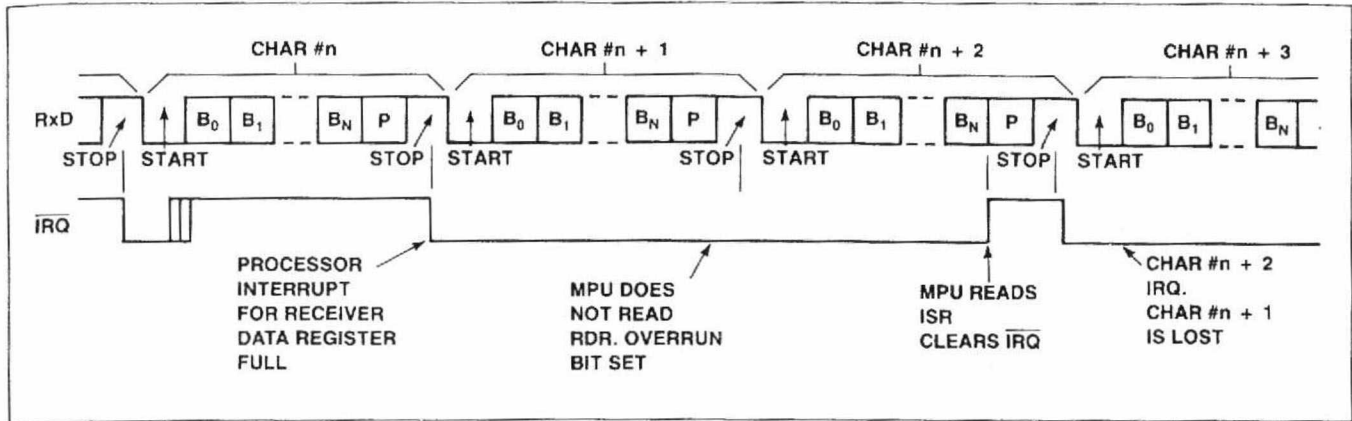 CHAR #n CHAR #n + 1 CHAR #n + 2 CHAR #n + 3
RxD B0 B1 BN P B0 B1 BN P B0 B1 BN P B0 B1 BN
STOP START STOP START STOP START STOP START
IRQ
PROCESSOR
INTERRUPT
FOR RECEIVER
DATA REGISTER
FULL
MPU DOES
NOT READ
RDR. OVERRUN
BIT SET
MPU READS
ISR
CLEARS IRQ
CHAR #n + 2
IRQ.
CHAR #n + 1
IS LOST